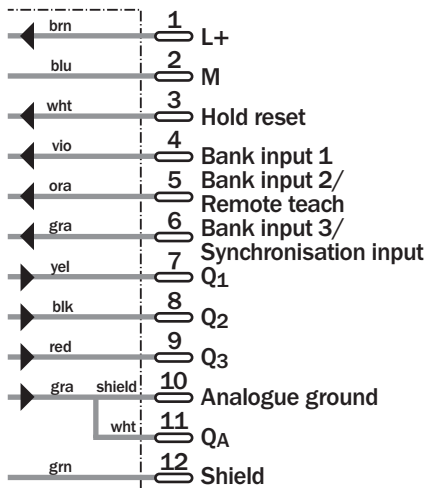 brn 1 L+
blu 2 M
wht 3 Hold reset
vio 4 Bank input 1
ora 5 Bank input 2/
Remote teach
gra 6 Bank input 3/
Synchronisation input
yel 7 Q1
blk 8 Q2
red 9 Q3
gra shield 10 Analogue ground
wht 11 QA
grn 12 Shield